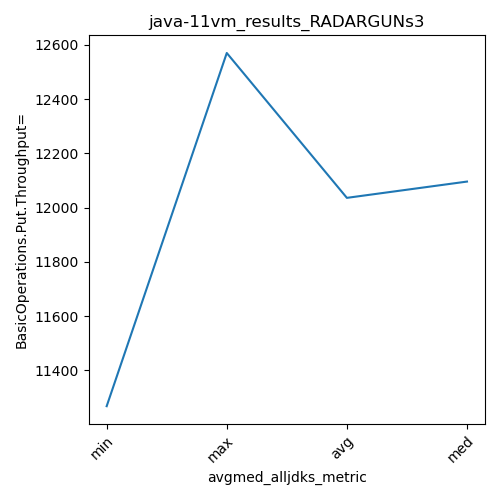 java-11vm_results_RADARGUNs3
BasicOperations.Put.Throughput=
12600
12400
12200
12000
11800
11600
11400
min
max
avg
med
avgmed_alljdks_metric